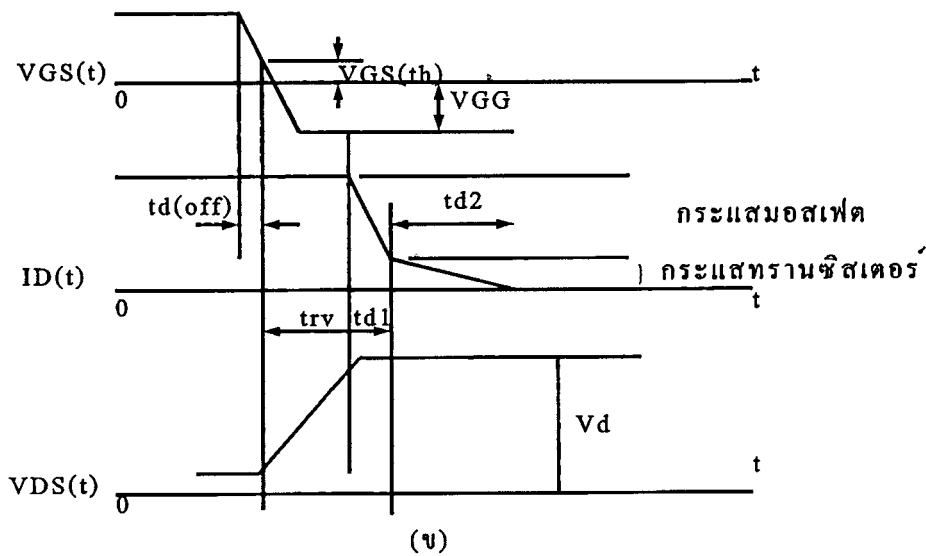 VGS(t)
VGS(th)
t
0
VGG
td(off)
td2
กระแสมอสเฟต
กระแสทรานซิสเตอร์
ID(t)
0
t
trv
td1
Vd
t
VDS(t)
0
(ข)